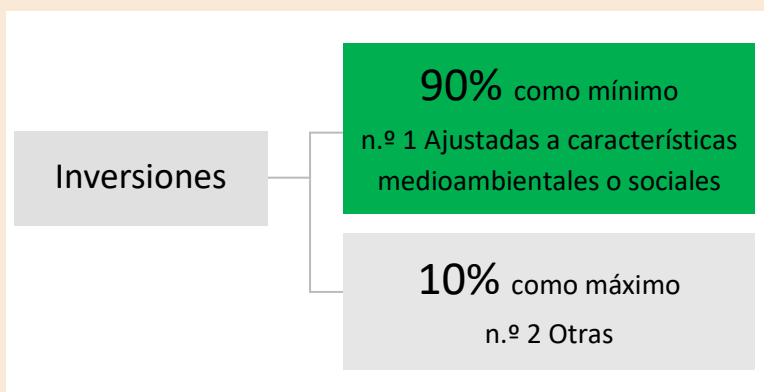 90% como mínimo
n.º 1 Ajustadas a características
medioambientales o sociales
Inversiones
10% como máximo
n.º 2 Otras